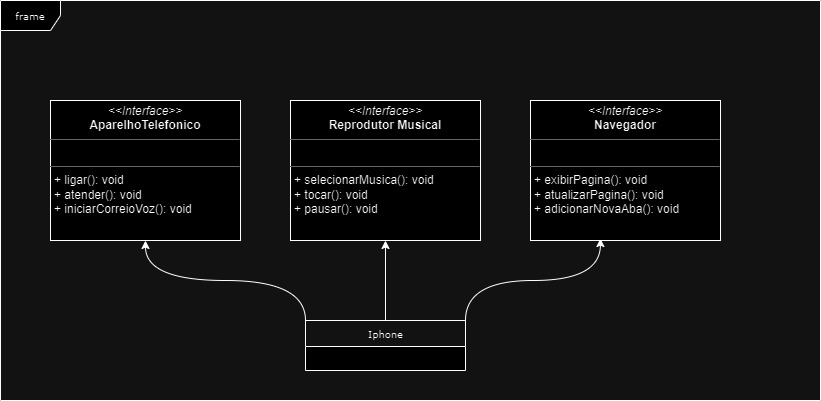 frame
<<Interface>>
AparelhoTelefonico
+ ligar(): void
+ atender(): void
+ iniciarCorreioVoz(): void
<<Interface>>
Reprodutor Musical
+ selecionarMusica(): void
+ tocar(): void
+ pausar(): void
<<Interface>>
Navegador
+ exibirPagina(): void
+ atualizarPagina(): void
+ adicionarNovaAba(): void
Iphone